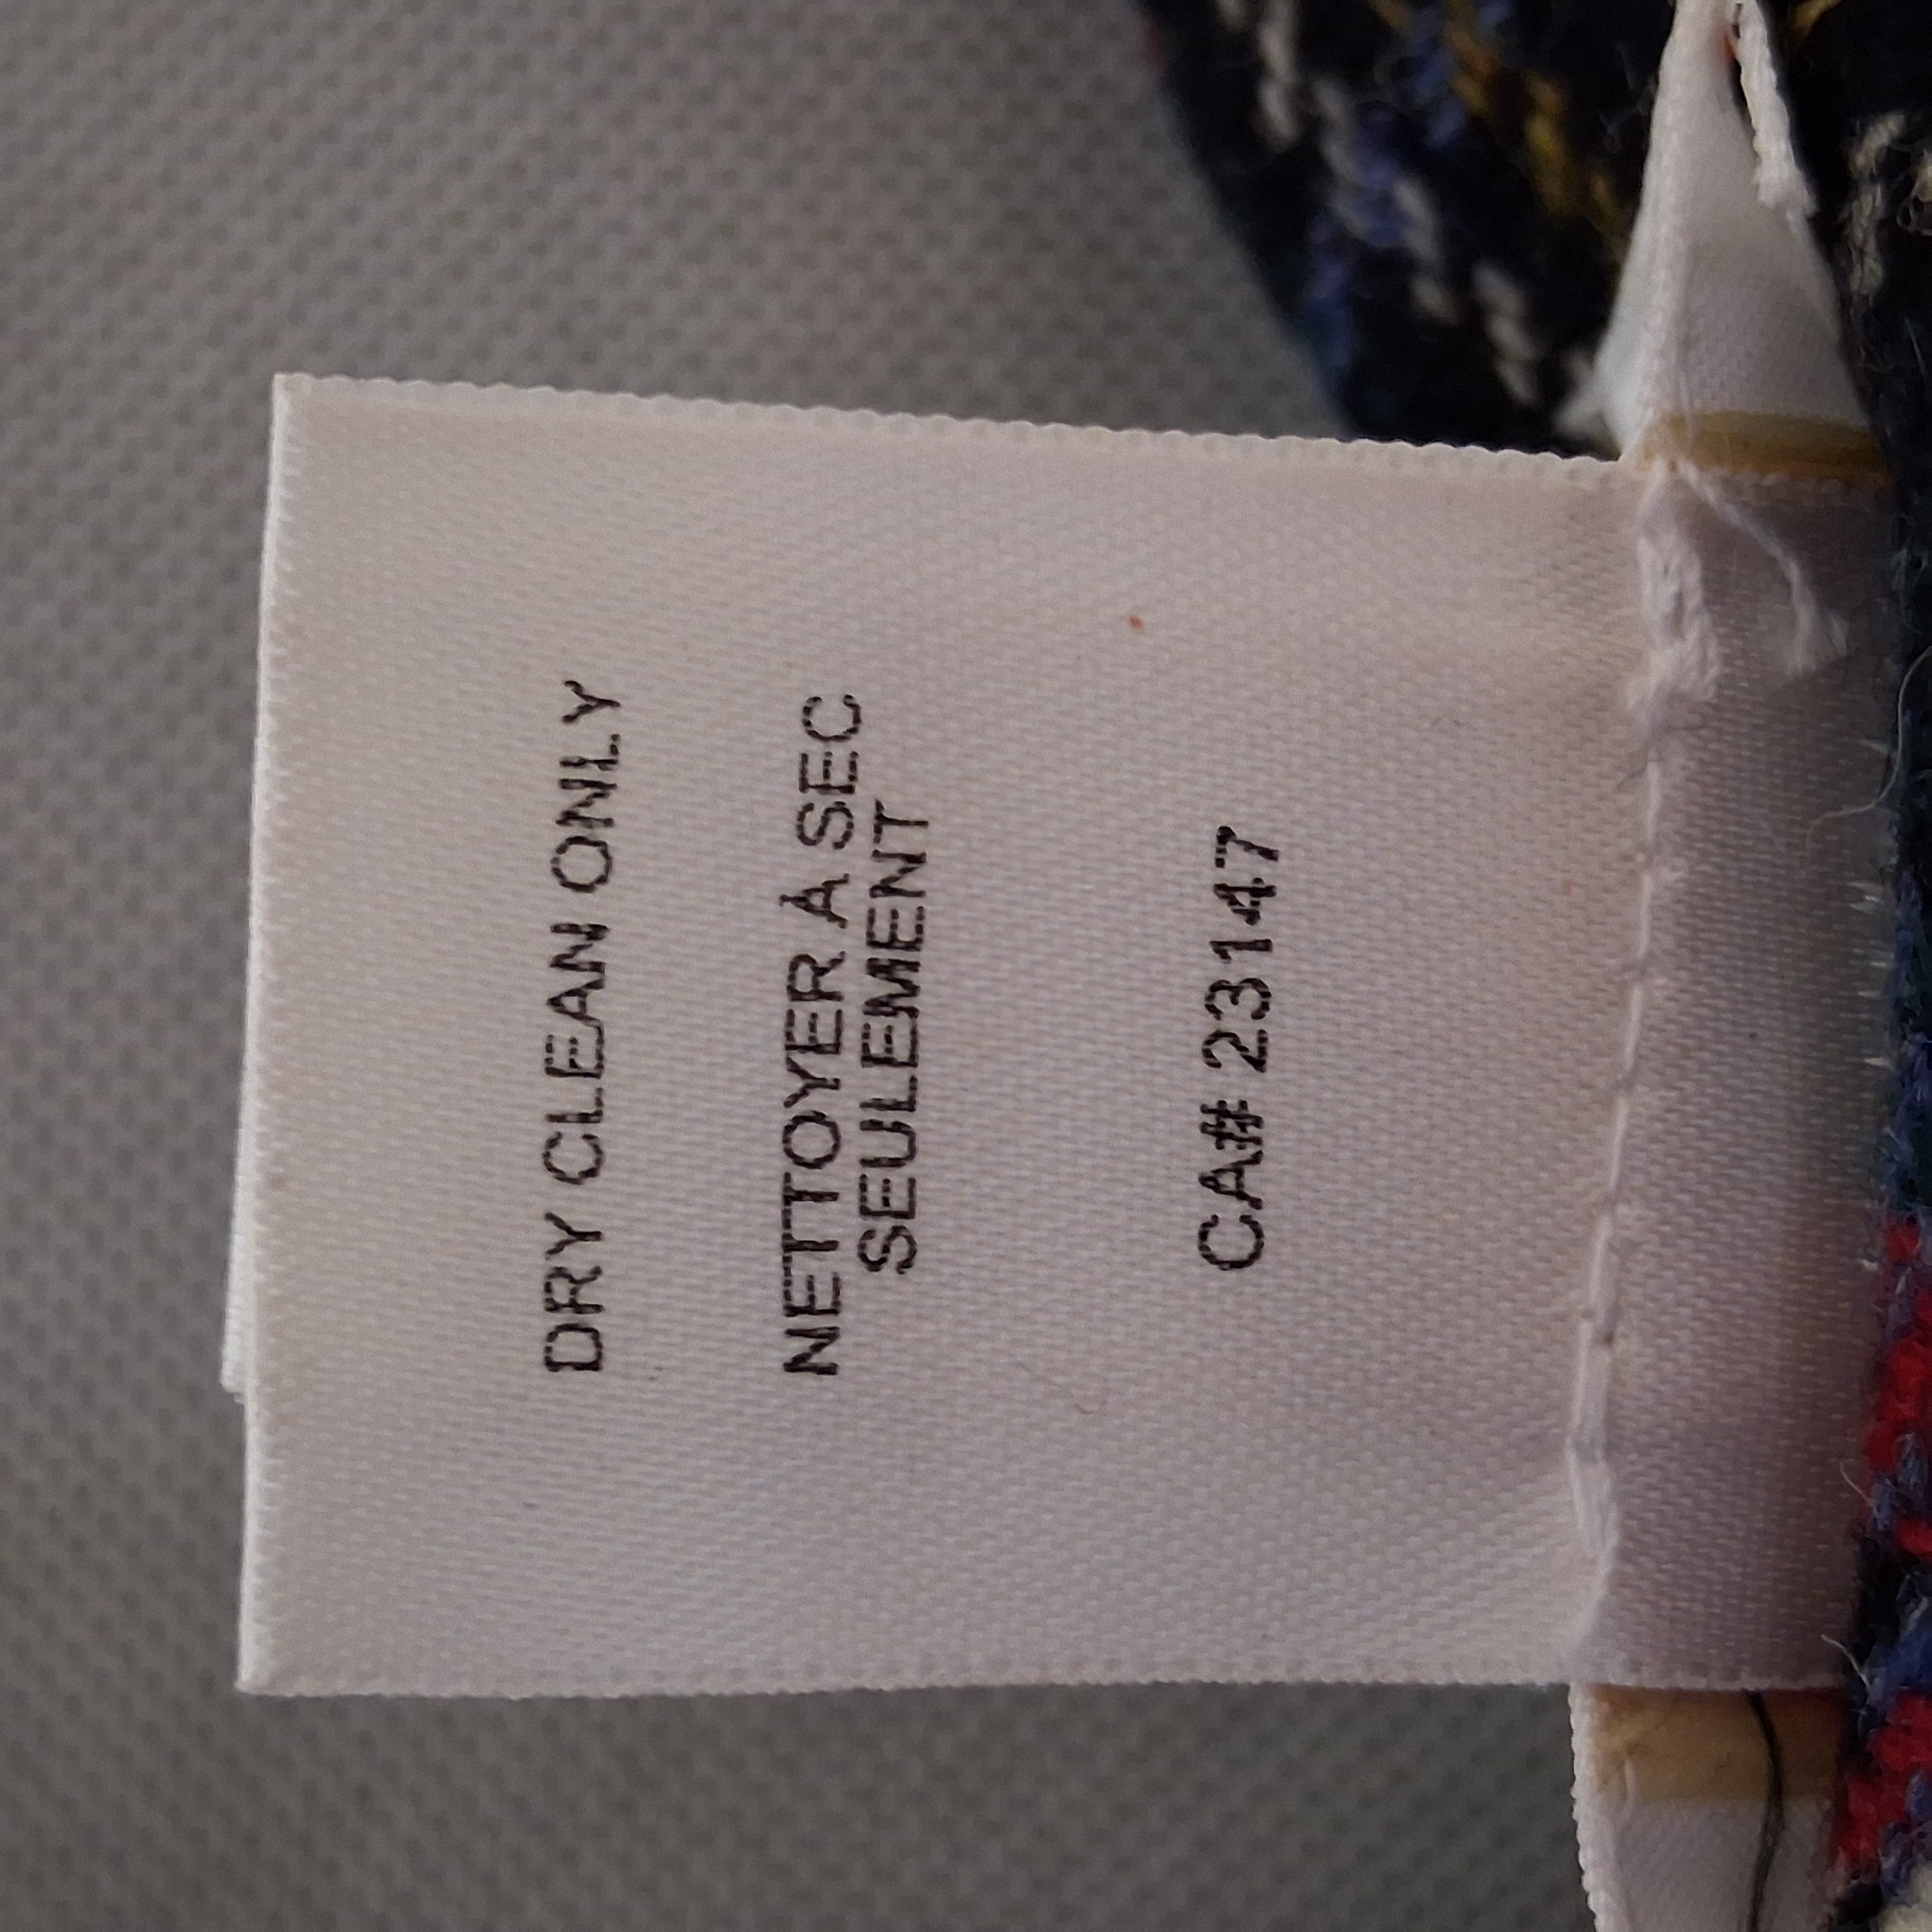 DRY CLEAN ONLY
NETTOYER À SEC
SEULEMENT
CA# 23147